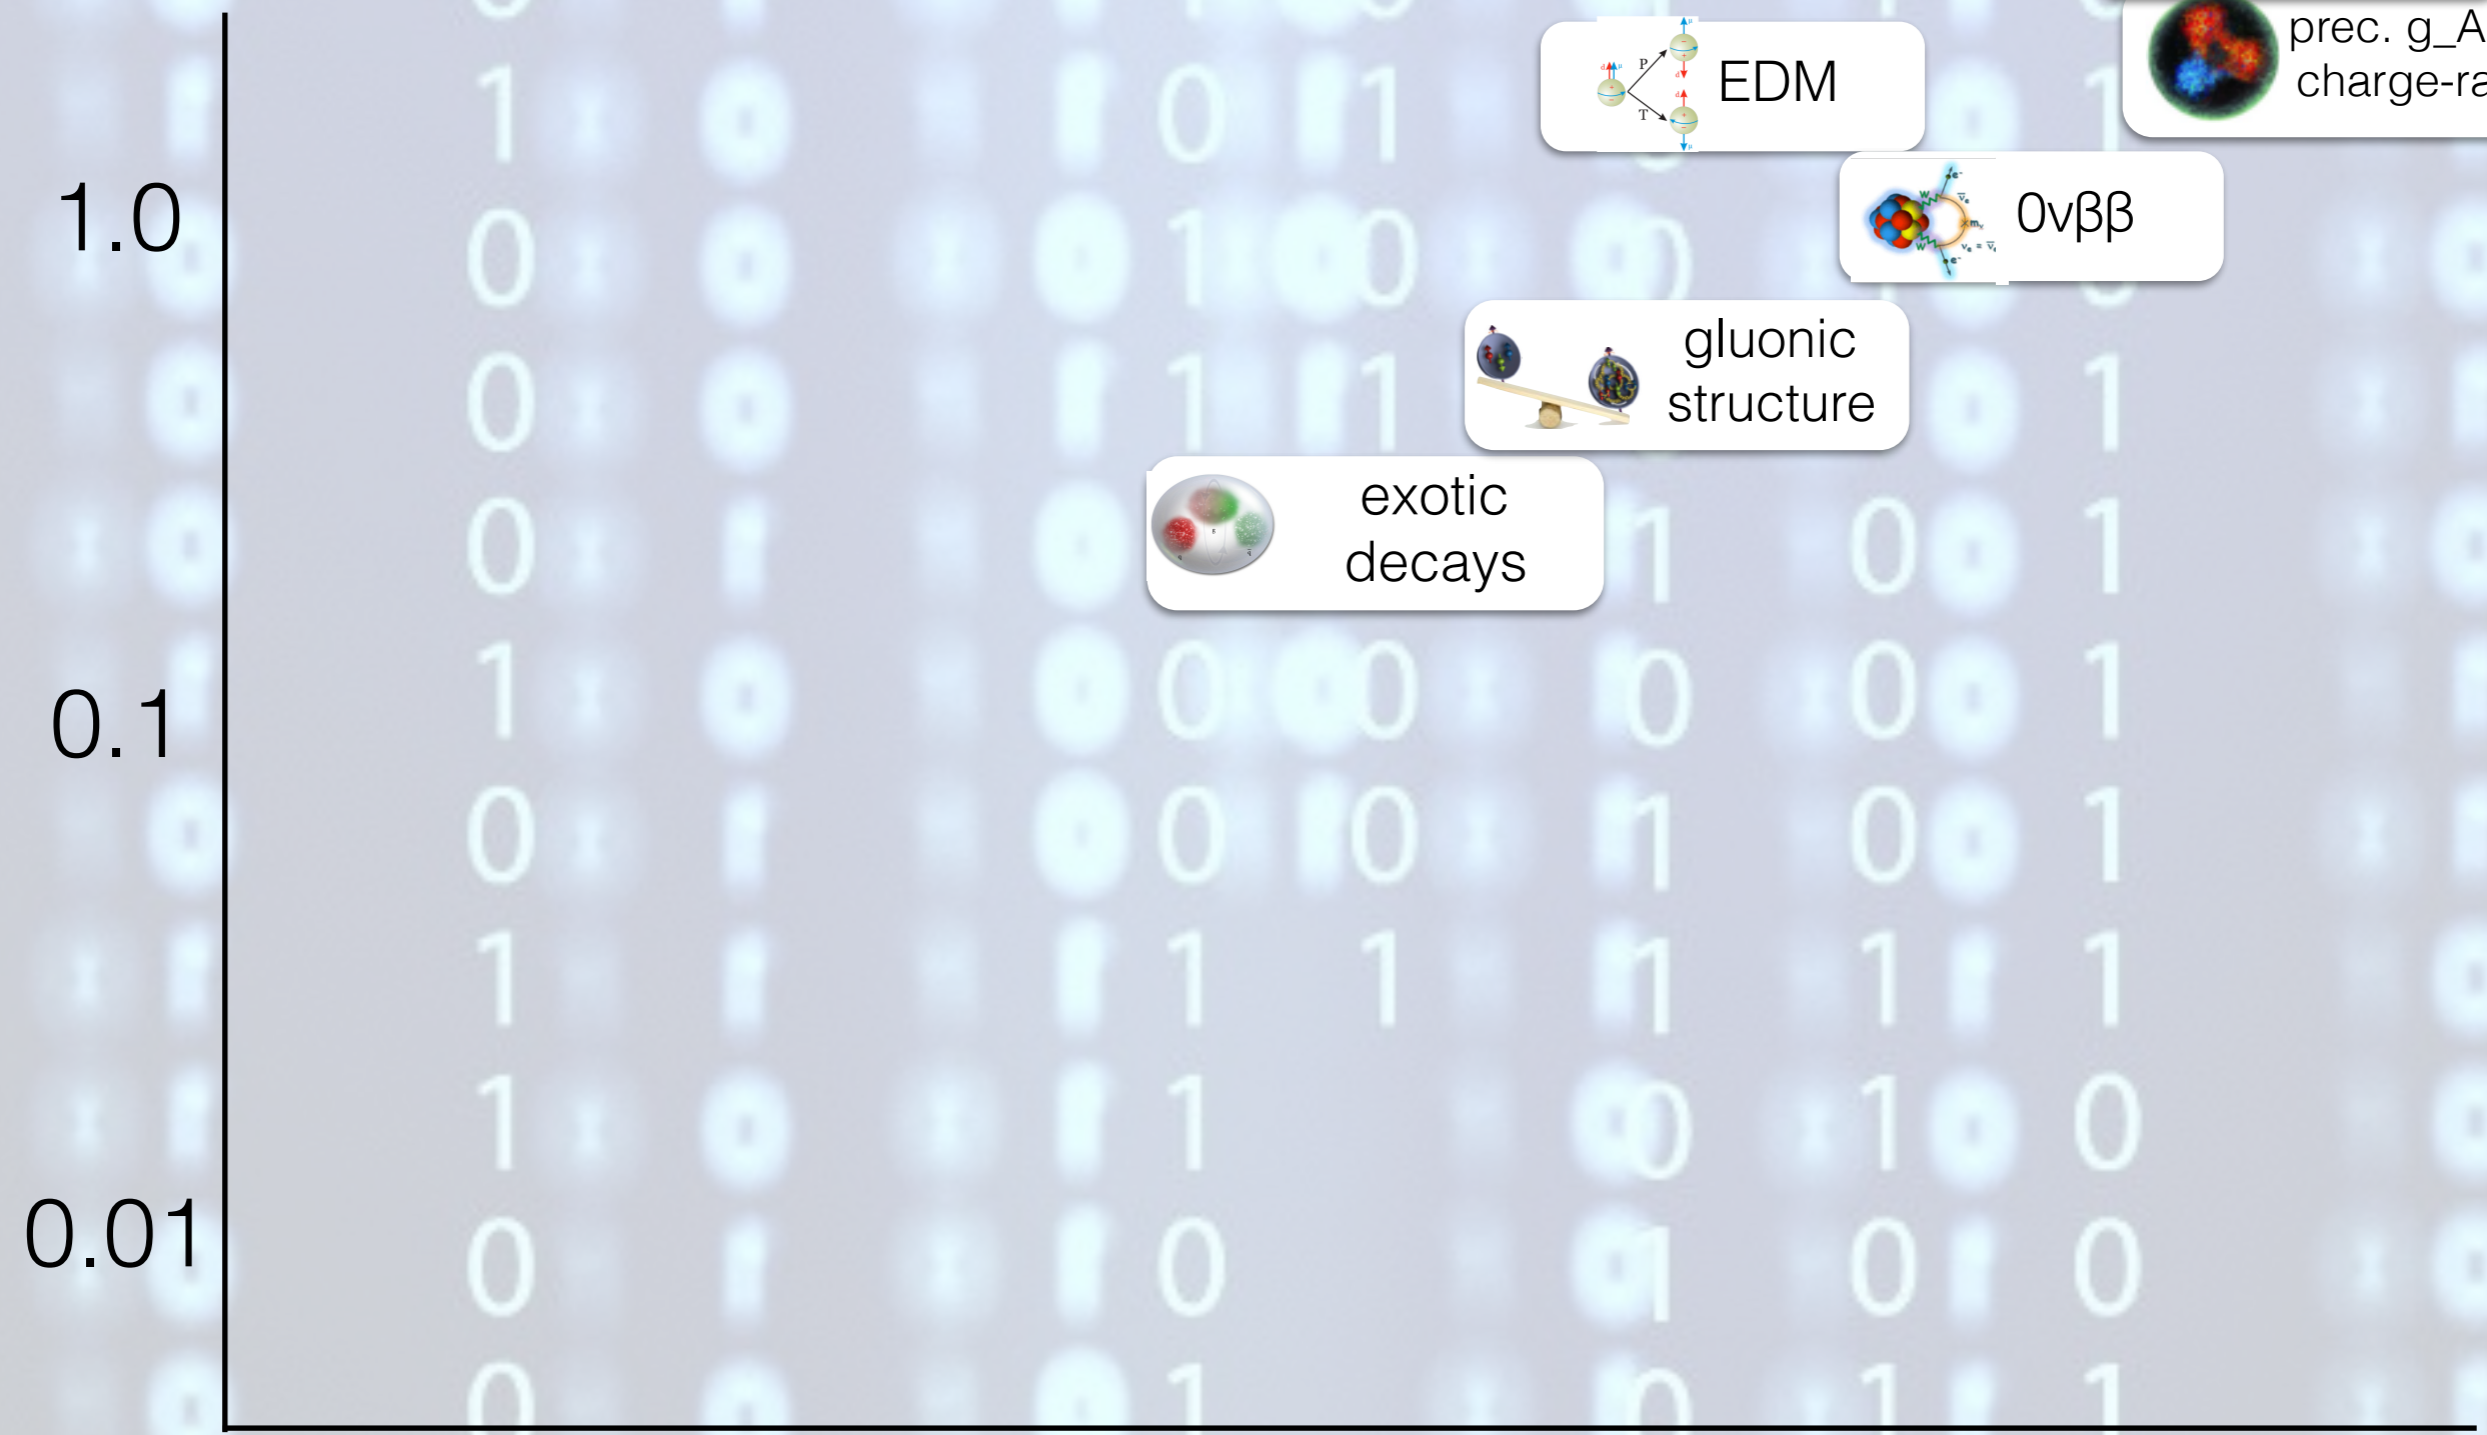 prec. g_A
charge-ra
EDM
P
T
1.0
0νββ
gluonic
structure
exotic
decays
0.1
0.01